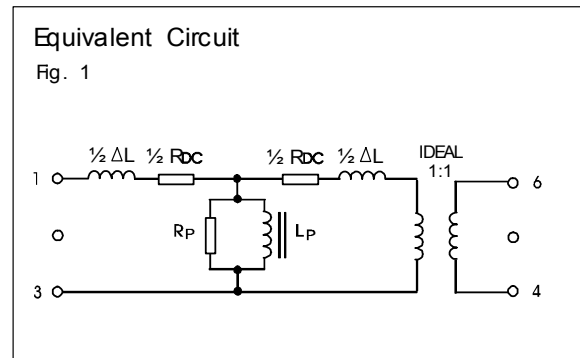 Equivalent Circuit
Fig. 1
½ ΔL ½ RDC ½ RDC ½ ΔL IDEAL
1:1
1 6
RP LP
3 4